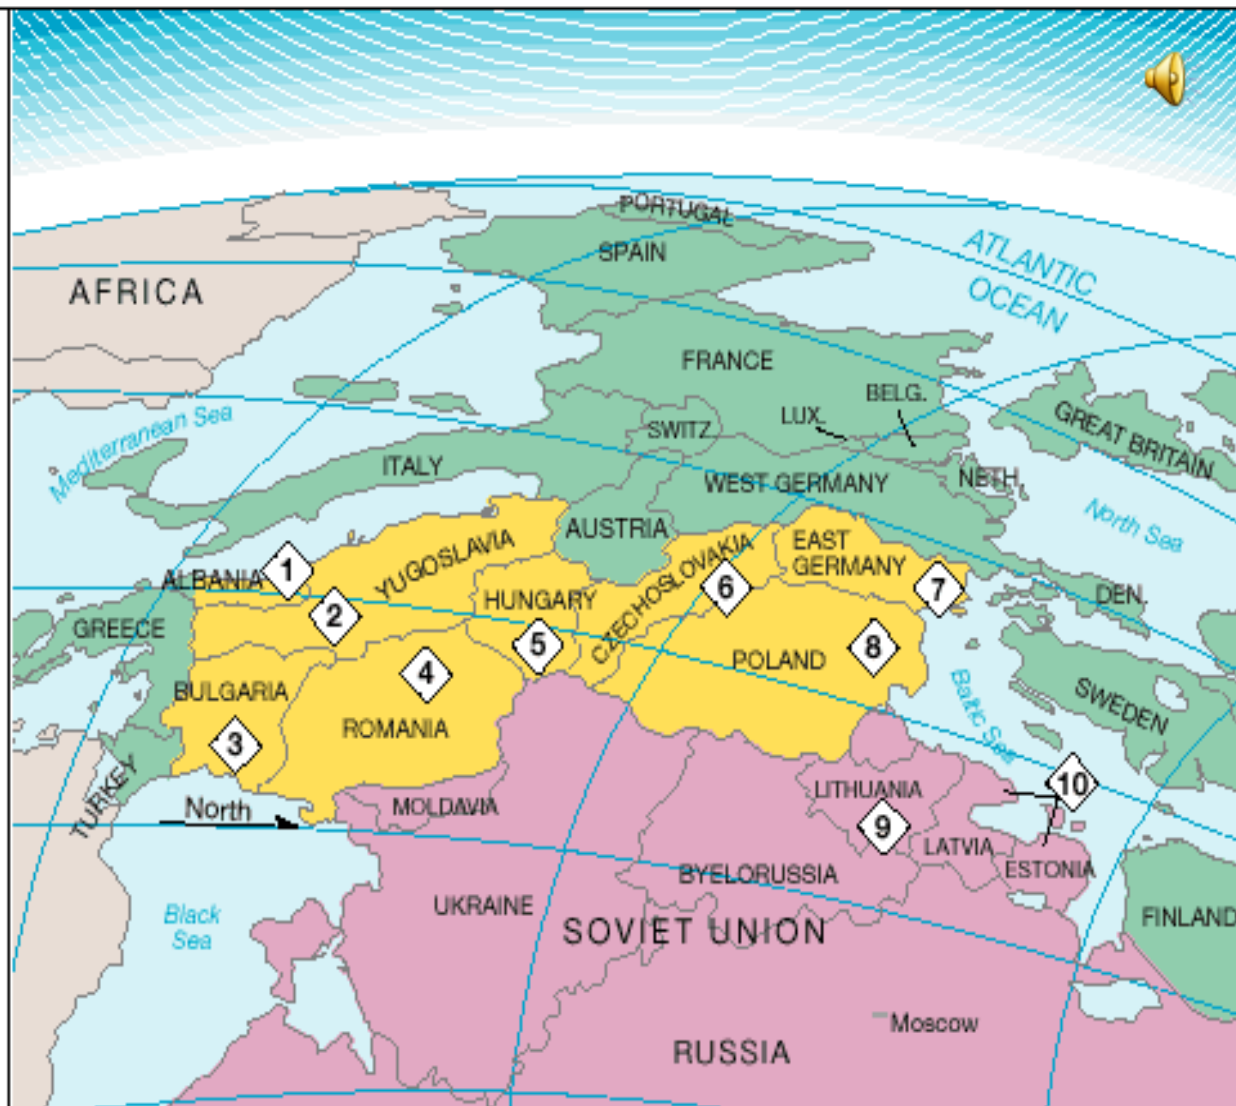 PORTUGAL
SPAIN
ATLANTIC
OCEAN
AFRICA
FRANCE
BELG.
LUX
GREAT BRITAIN
Mediterranean Sea
SWITZ
ITALY
WEST GERMANY
NETH.
North Sea
AUSTRIA
YUGOSLAVIA
CZECHOSLOVAKIA
EAST
GERMANY
ALBANIA
1
2
HUNGARY
6
7
DEN.
GREECE
5
8
POLAND
4
BULGARIA
ROMANIA
3
Baltic Sea
SWEDEN
TURKEY
North
MOLDAVIA
LITHUANIA
10
9
LATVIA
ESTONIA
BYELORUSSIA
UKRAINE
Black
Sea
SOVIET UNION
FINLAND
Moscow
RUSSIA